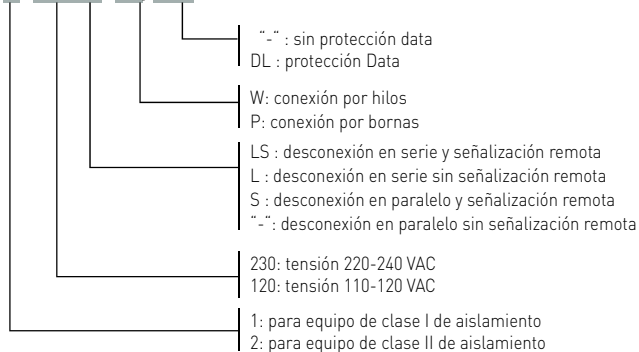 "-" : sin protección data
DL : protección Data
W: conexión por hilos
P: conexión por bornas
LS : desconexión en serie y señalización remota
L : desconexión en serie sin señalización remota
S : desconexión en paralelo y señalización remota
"-": desconexión en paralelo sin señalización remota
230: tensión 220-240 VAC
120: tensión 110-120 VAC
1: para equipo de clase I de aislamiento
2: para equipo de clase II de aislamiento